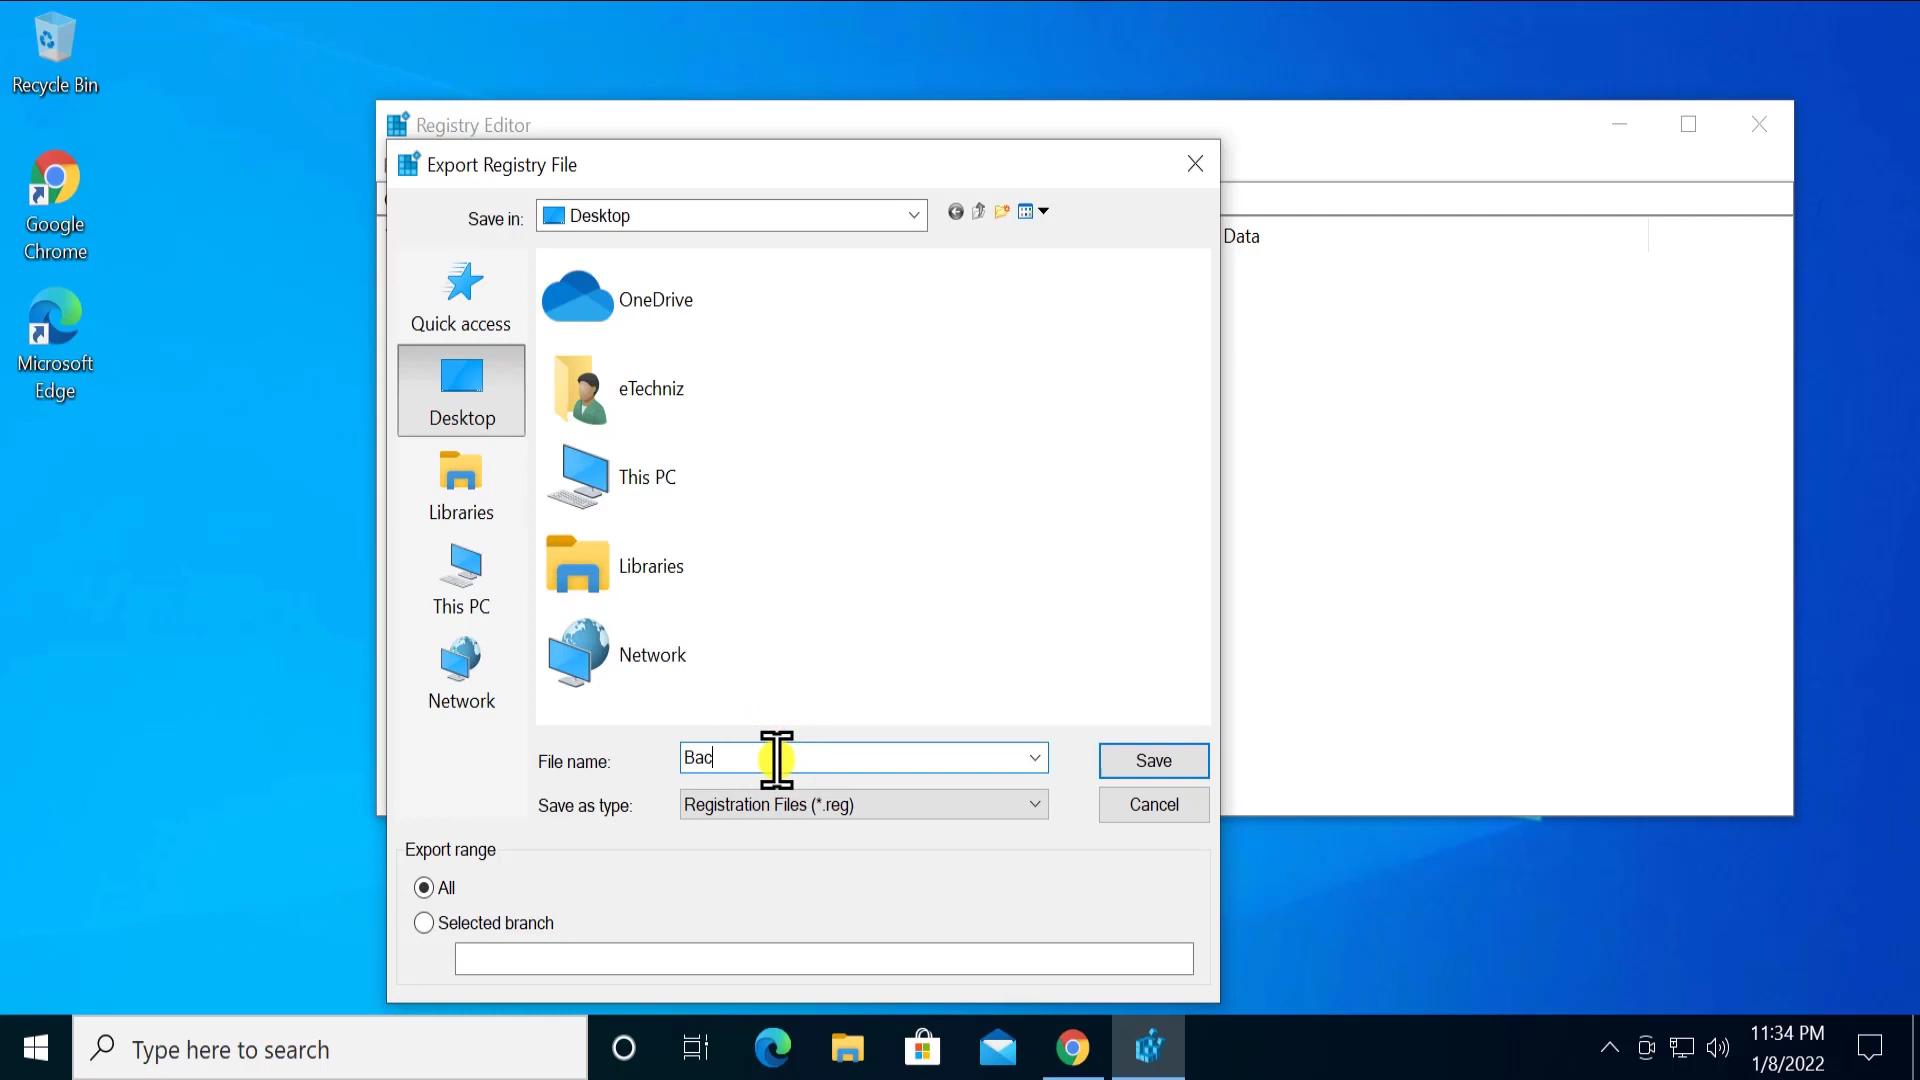 Recycle Bin
Google
Chrome
Microsoft
Edge
Registry Editor
Export Registry File
Save in:
Desktop
Data
Quick access
Desktop
Libraries
This PC
Network
OneDrive
eTechniz
This PC
Libraries
Network
File name:
Bac
Save
Save as type:
Registration Files (*.reg)
Cancel
Export range
All
Selected branch
Type here to search
11:34 PM
1/8/2022